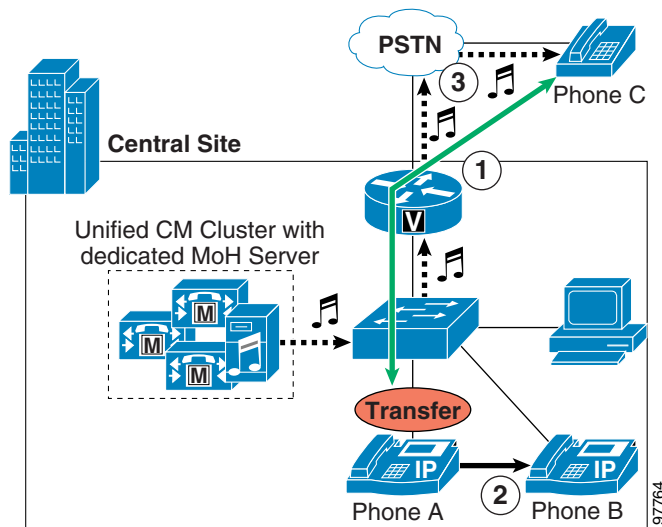 PSTN
3
Phone C
Central Site
1
V
Unified CM Cluster with
dedicated MoH Server
M
M
M
Transfer
IP
IP
2
Phone A
Phone B
97764